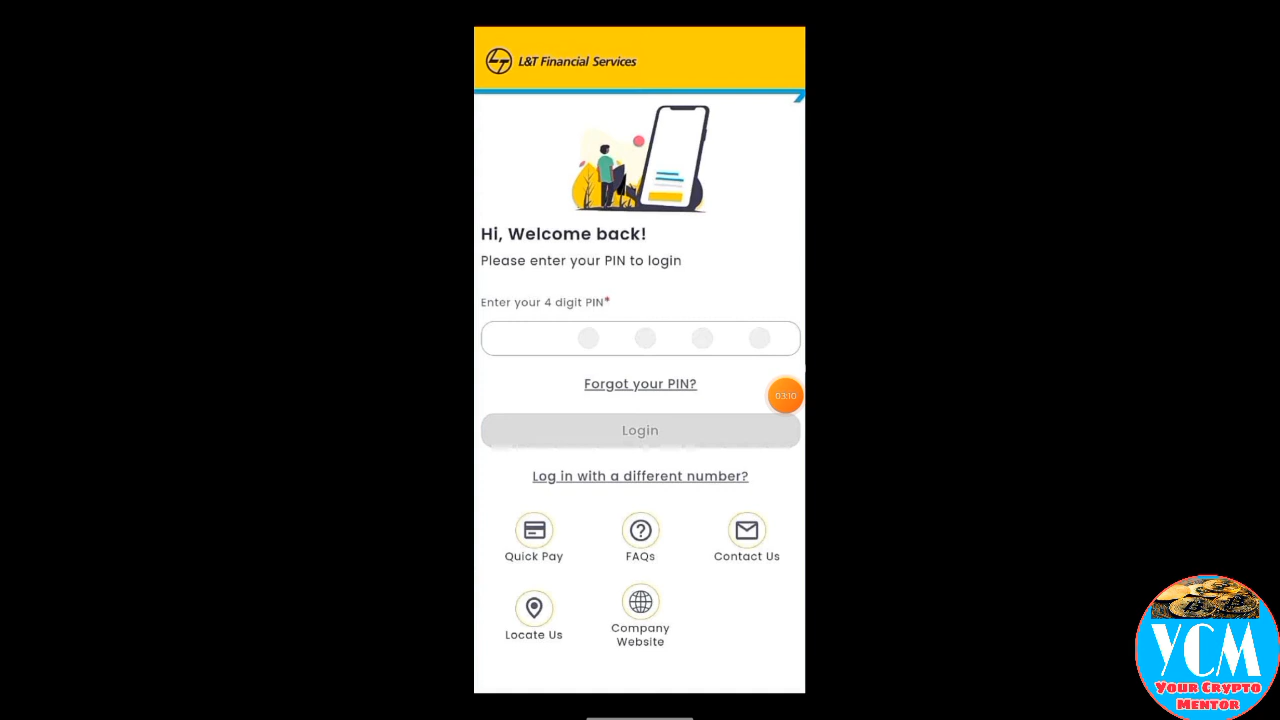 L&T Financial Services
Hi, Welcome back!
Please enter your PIN to login
Enter your 4 digit PIN*
Forgot your PIN?
03:10
Login
Log in with a different number?
Quick Pay
FAQs
Contact Us
Locate Us
Company
Website
YCM
Your Crypto
Mentor